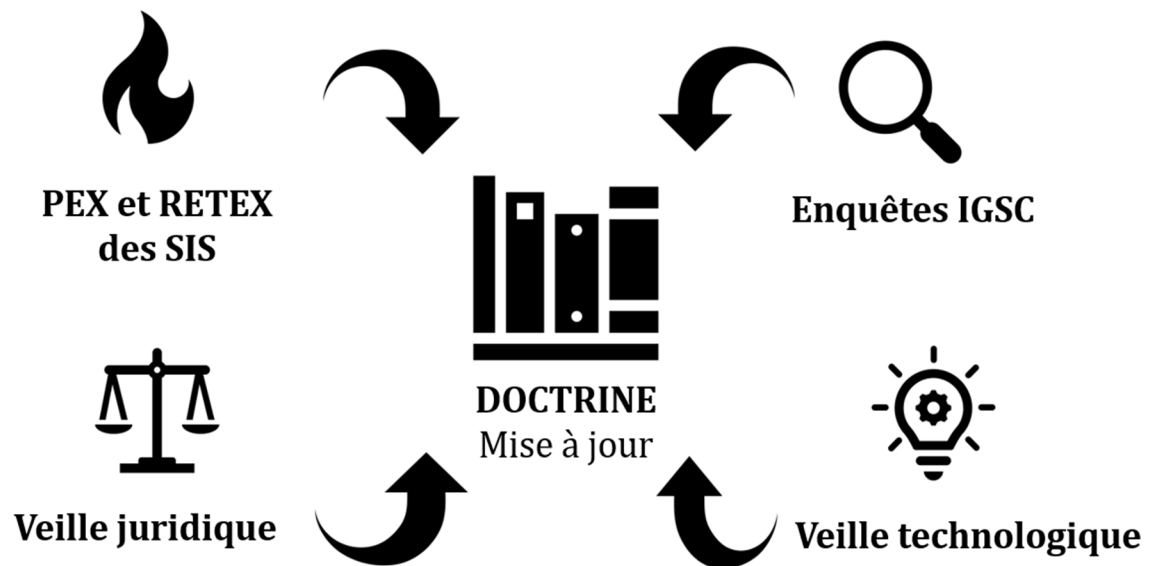 PEX et RETEX
des SIS
Enquêtes IGSC
DOCTRINE
Mise à jour
Veille juridique
Veille technologique